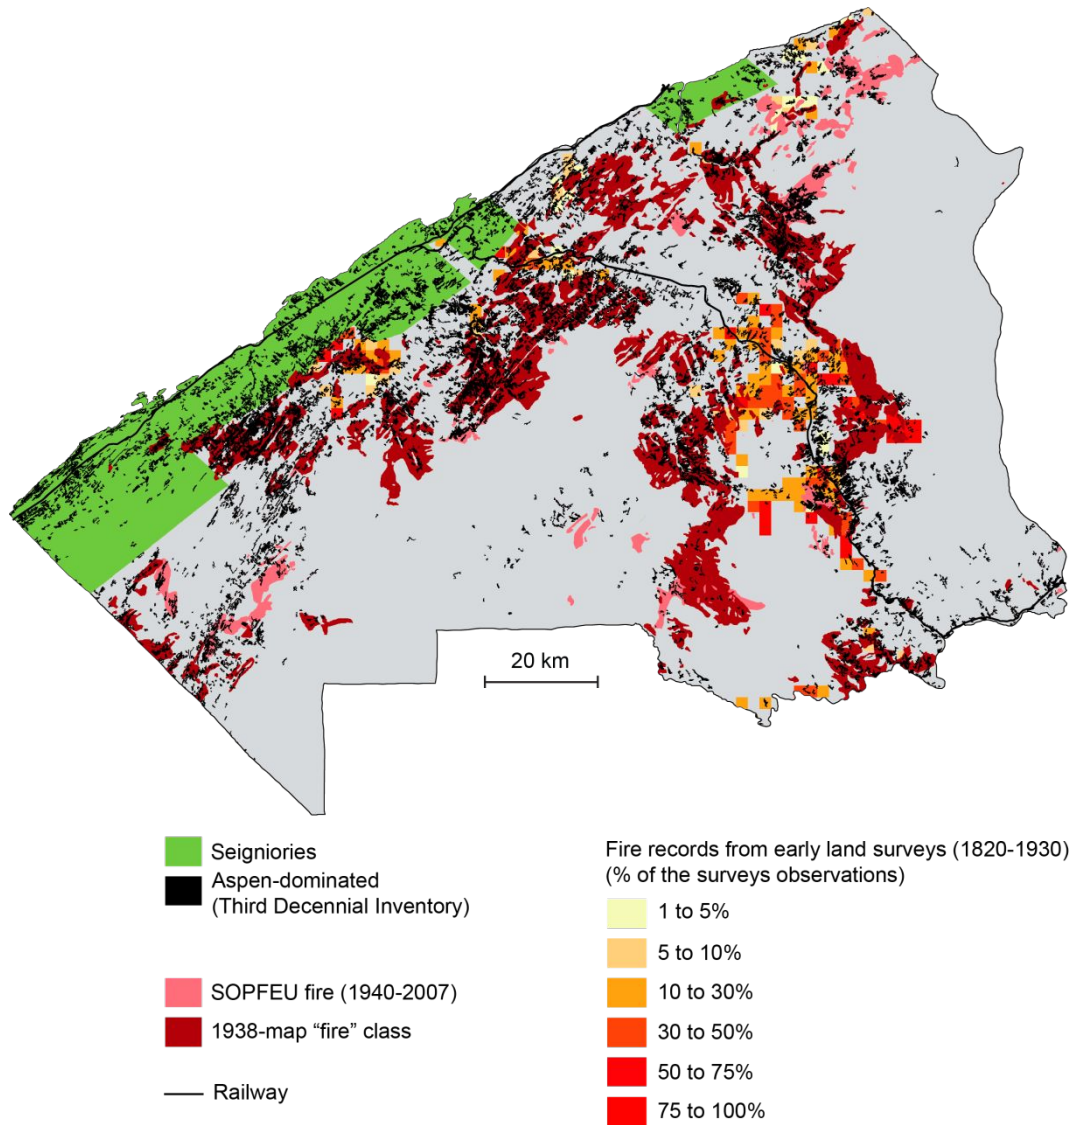 20 km
Seigniories
Aspen-dominated
(Third Decennial Inventory)
SOPFEU fire (1940-2007)
1938-map “fire” class
Railway
Fire records from early land surveys (1820-1930)
(% of the surveys observations)
1 to 5%
5 to 10%
10 to 30%
30 to 50%
50 to 75%
75 to 100%